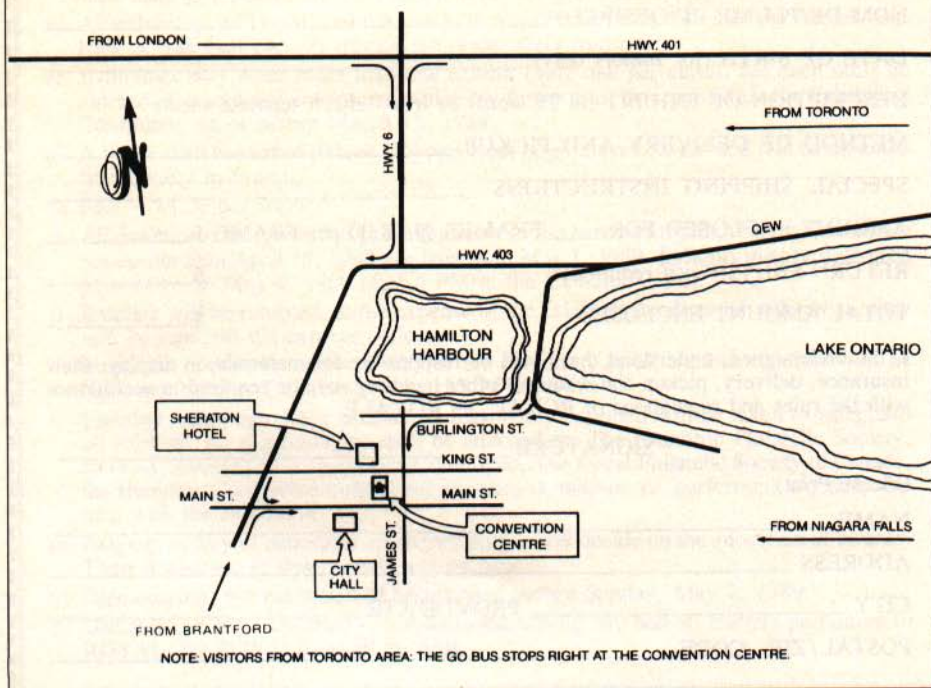 FROM LONDON
HWY. 401
FROM TORONTO
HWY. 6
N
QEW
HWY. 403
HAMILTON
HARBOUR
LAKE ONTARIO
SHERATON
HOTEL
BURLINGTON ST.
KING ST.
MAIN ST.
MAIN ST.
JAMES ST.
CONVENTION
CENTRE
CITY
HALL
FROM NIAGARA FALLS
FHOM BRANTFORD
NOTE: VISITORS FROM TORONTO AREA: THE GO BUS STOPS RIGHT AT THE CONVENTION CENTRE.